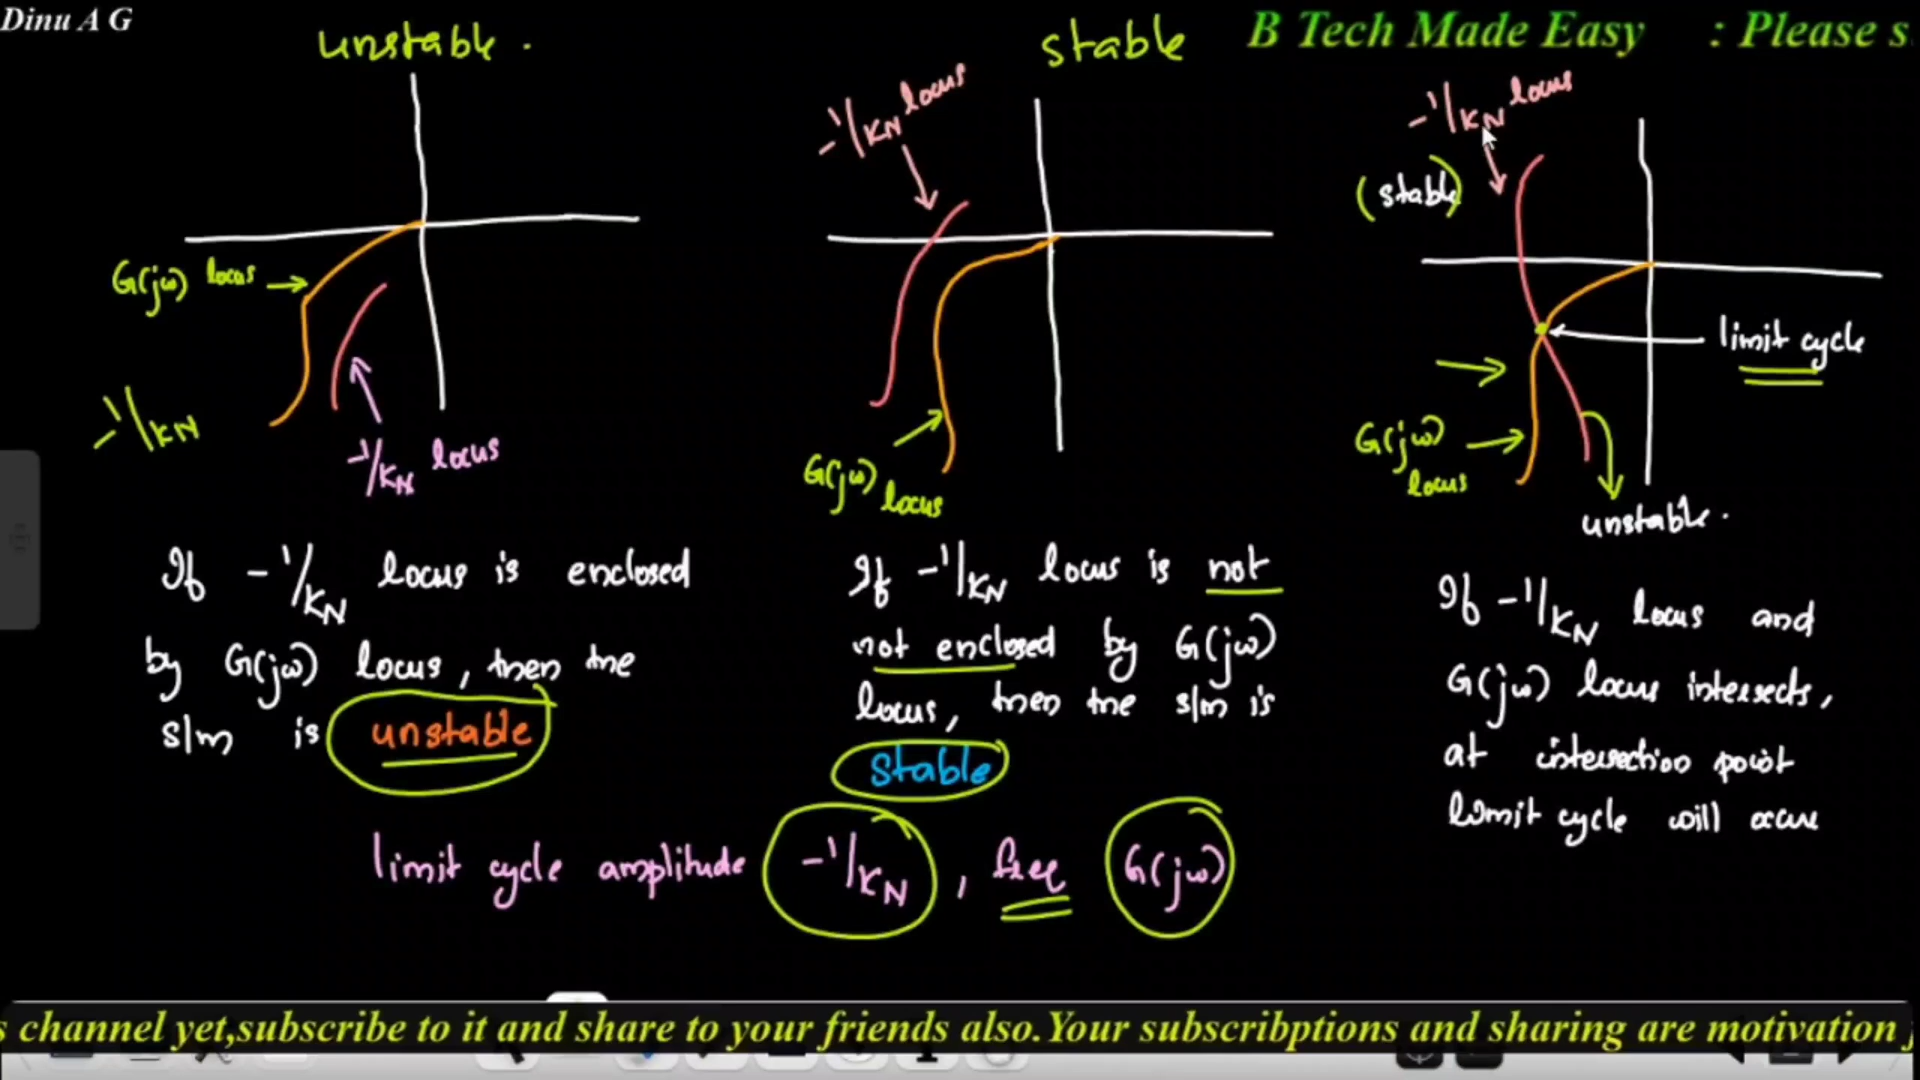 Dinu A G
B Tech Made Easy : Please s
unstable.
G(jω) locus
-1/KN
-1/KN locus
If -1/KN locus is enclosed
by G(jω) locus, then the
s/m is unstable
stable
-1/KN locus
G(jω) locus
If -1/KN locus is not
not enclosed by G(jω)
locus, then the s/m is
stable
-1/KN locus
(stable)
limit cycle
G(jω)
locus
unstable.
If -1/KN locus and
G(jω) locus intersects,
at intersection point
limit cycle will occur
limit cycle amplitude -1/KN, freq G(jω)
s channel yet,subscribe to it and share to your friends also.Your subscribptions and sharing are motivation f